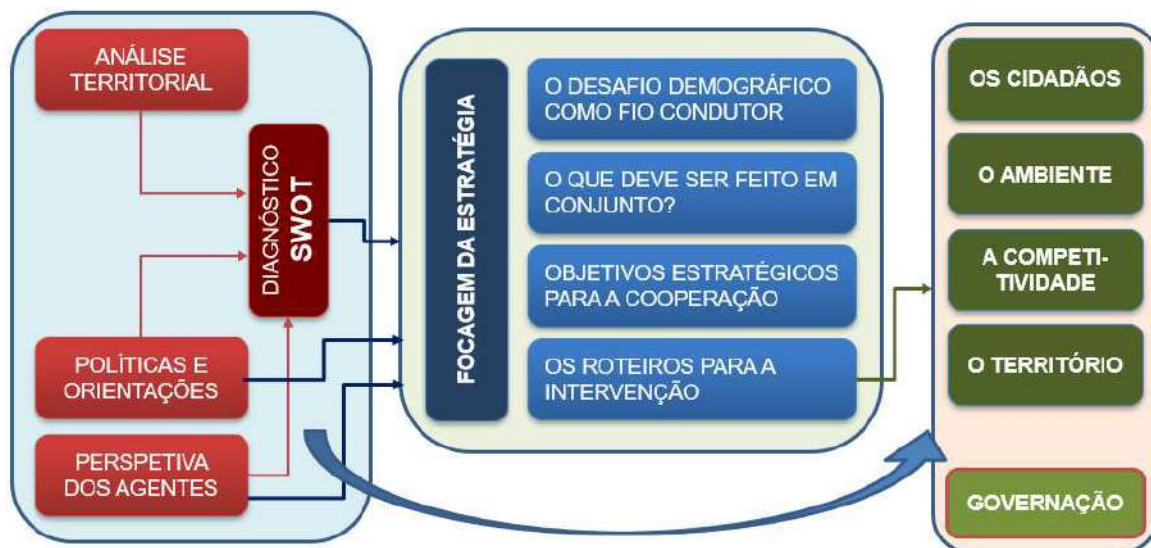 ANÁLISE
TERRITORIAL
DIAGNÓSTICO
SWOT
POLÍTICAS E
ORIENTAÇÕES
PERSPETIVA
DOS AGENTES
FOCAGEM DA ESTRATÉGIA
O DESAFIO DEMOGRÁFICO
COMO FIO CONDUTOR
O QUE DEVE SER FEITO EM
CONJUNTO?
OBJETIVOS ESTRATÉGICOS
PARA A COOPERAÇÃO
OS ROTEIROS PARA A
INTERVENÇÃO
OS CIDADÃOS
O AMBIENTE
A COMPETI-
TIVIDADE
O TERRITÓRIO
GOVERNAÇÃO